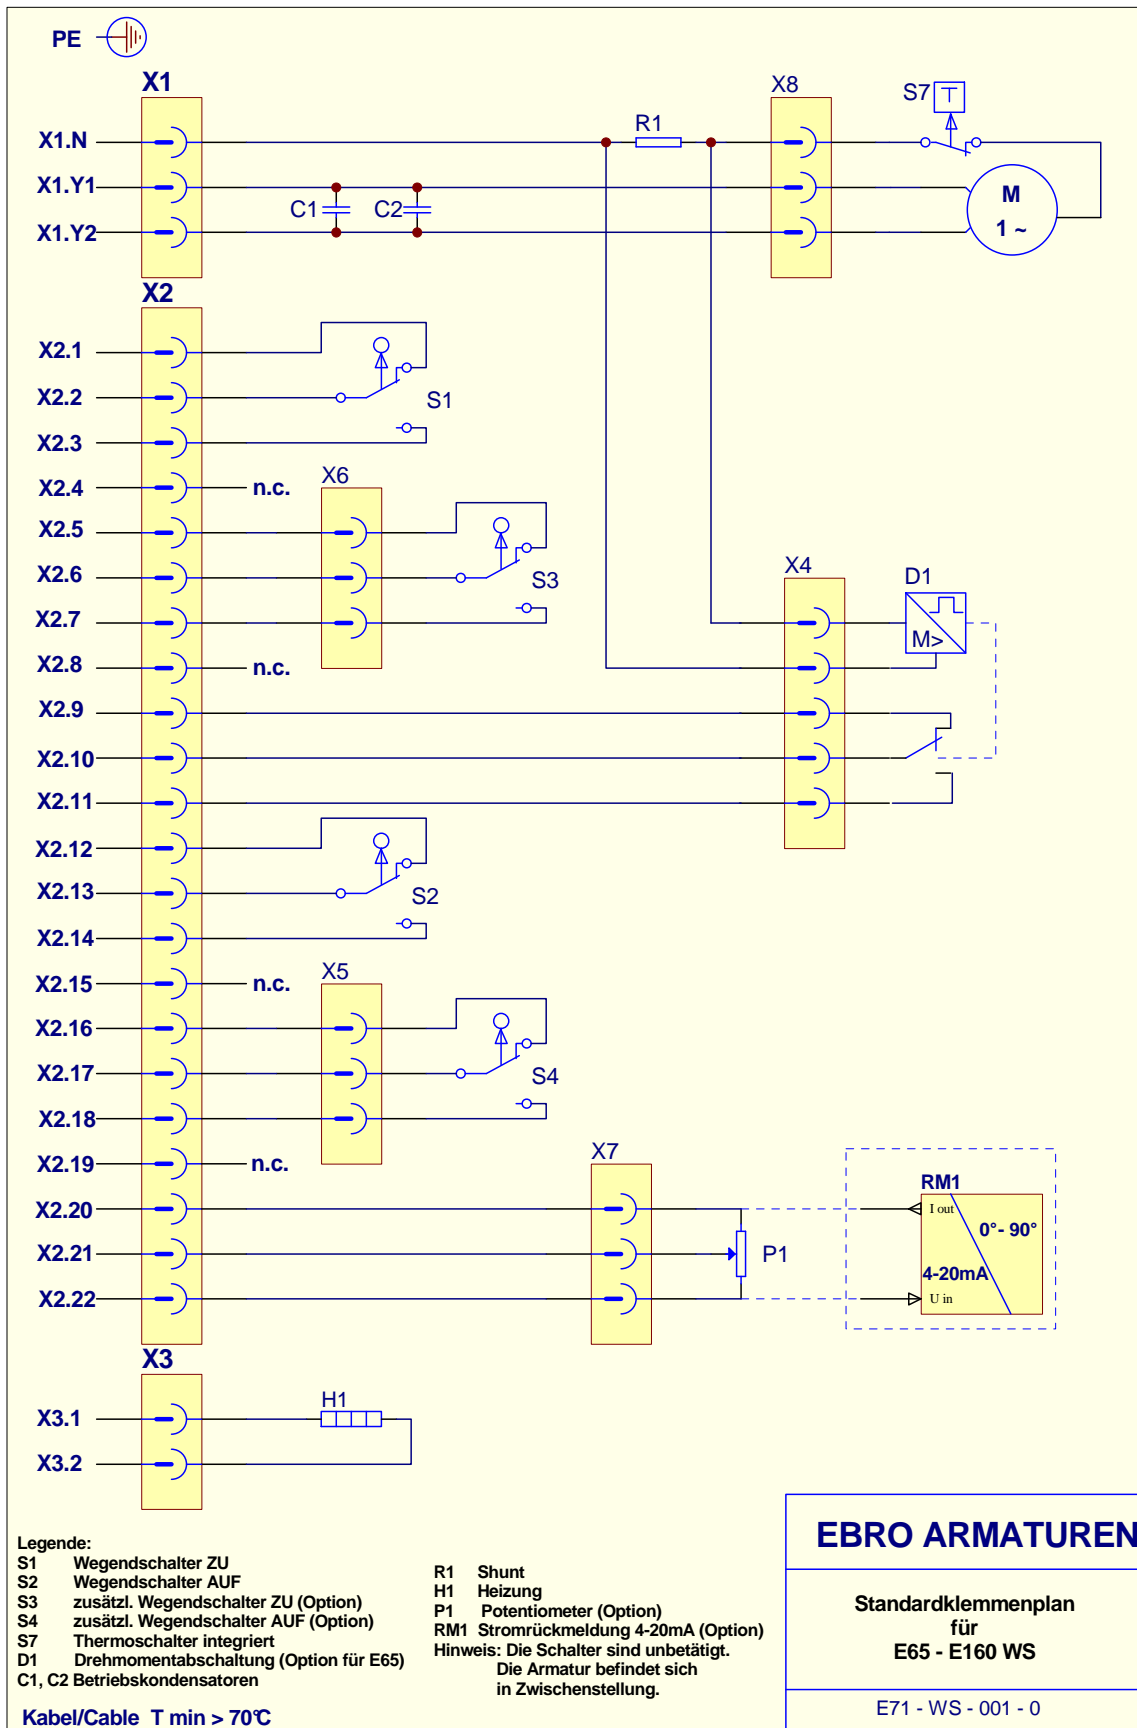 PE
X1
X8
S7
T
X1.N
R1
X1.Y1
C1
C2
M
1 ~
X1.Y2
X2
X2.1
X2.2
S1
X2.3
X2.4
n.c.
X6
X2.5
X2.6
S3
X4
D1
X2.7
M>
X2.8
n.c.
X2.9
X2.10
X2.11
X2.12
X2.13
S2
X2.14
X2.15
n.c.
X5
X2.16
X2.17
S4
X2.18
X2.19
n.c.
X7
RM1
X2.20
I out
0°- 90°
X2.21
P1
4-20mA
X2.22
U in
X3
X3.1
H1
X3.2
Legende:
S1 Wegendschalter ZU
S2 Wegendschalter AUF
S3 zusätzl. Wegendschalter ZU (Option)
S4 zusätzl. Wegendschalter AUF (Option)
S7 Thermoschalter integriert
D1 Drehmomentabschaltung (Option für E65)
C1, C2 Betriebskondensatoren
Kabel/Cable T min > 70°C
R1 Shunt
H1 Heizung
P1 Potentiometer (Option)
RM1 Stromrückmeldung 4-20mA (Option)
Hinweis: Die Schalter sind unbetätigt.
Die Armatur befindet sich
in Zwischenstellung.
EBRO ARMATUREN
Standardklemmenplan
für
E65 - E160 WS
E71 - WS - 001 - 0